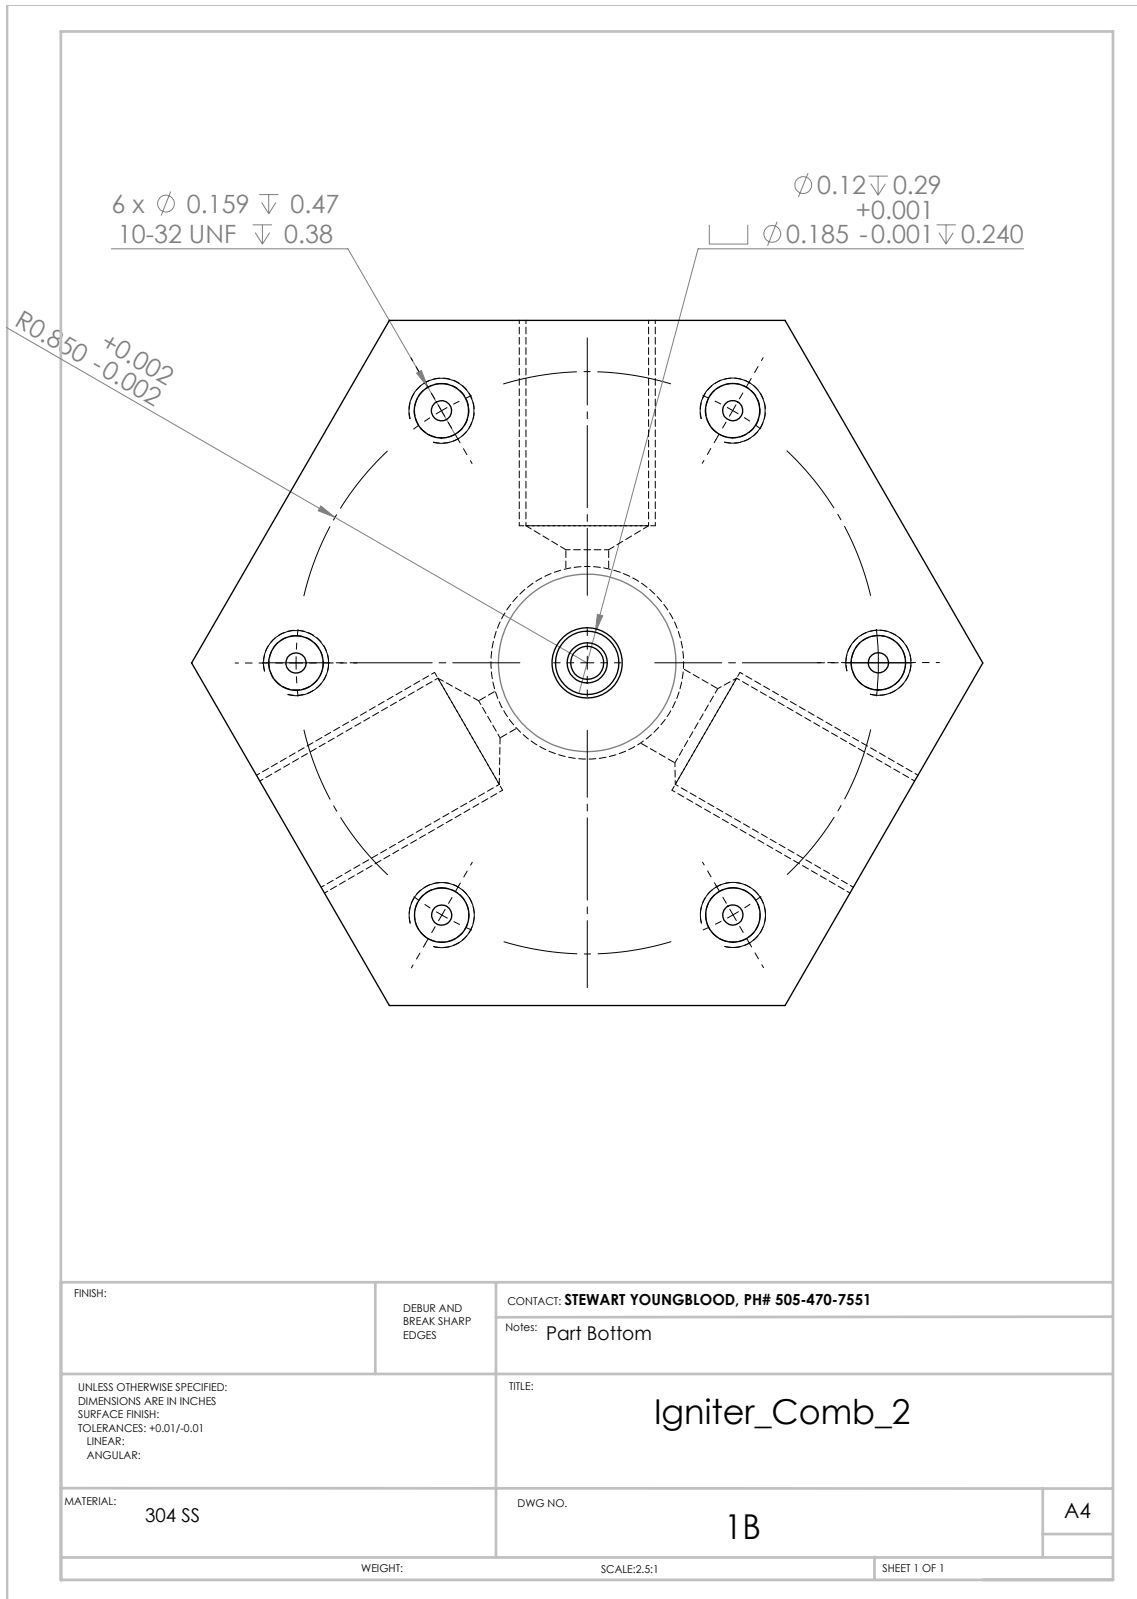 6 x ⌀ 0.159 ↧ 0.47
10-32 UNF ↧ 0.38
⌀0.12↧0.29
+0.001
⌴ ⌀0.185 -0.001↧0.240
R0.850 +0.002
-0.002
FINISH:
DEBUR AND
BREAK SHARP
EDGES
CONTACT: STEWART YOUNGBLOOD, PH# 505-470-7551
Notes: Part Bottom
UNLESS OTHERWISE SPECIFIED:
DIMENSIONS ARE IN INCHES
SURFACE FINISH:
TOLERANCES: +0.01/-0.01
LINEAR:
ANGULAR:
TITLE:
Igniter_Comb_2
MATERIAL:
304 SS
DWG NO.
1B
A4
WEIGHT:
SCALE:2.5:1
SHEET 1 OF 1